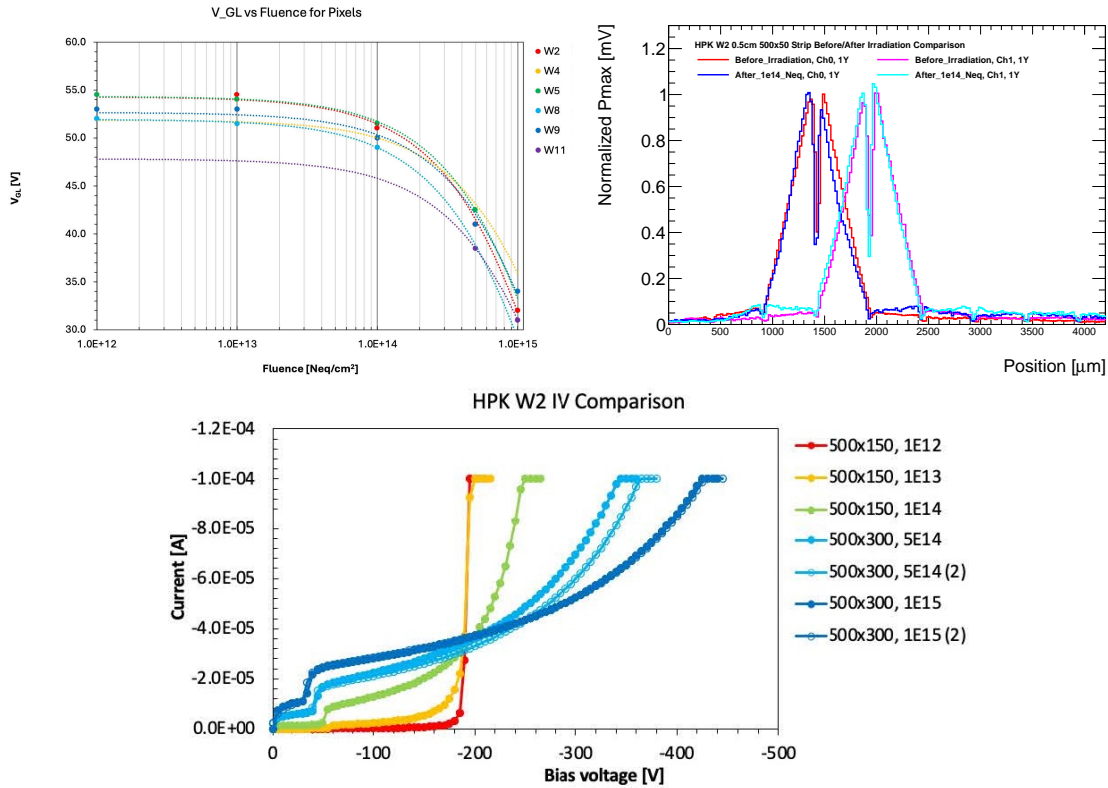 V_GL vs Fluence for Pixels
60.0
55.0
50.0
45.0
40.0
35.0
30.0
V_GL [V]
1.0E+12
1.0E+13
1.0E+14
1.0E+15
Fluence [Neq/cm²]
W2
W4
W5
W8
W9
W11
Normalized Pmax [mV]
1.2
1
0.8
0.6
0.4
0.2
0
HPK W2 0.5cm 500x50 Strip Before/After Irradiation Comparison
Before_Irradiation, Ch0, 1Y
Before_Irradiation, Ch1, 1Y
After_1e14_Neq, Ch0, 1Y
After_1e14_Neq, Ch1, 1Y
0 500 1000 1500 2000 2500 3000 3500 4000
Position [μm]
HPK W2 IV Comparison
-1.2E-04
-1.0E-04
-8.0E-05
-6.0E-05
-4.0E-05
-2.0E-05
0.0E+00
Current [A]
0 -100 -200 -300 -400 -500
Bias voltage [V]
500x150, 1E12
500x150, 1E13
500x150, 1E14
500x300, 5E14
500x300, 5E14 (2)
500x300, 1E15
500x300, 1E15 (2)